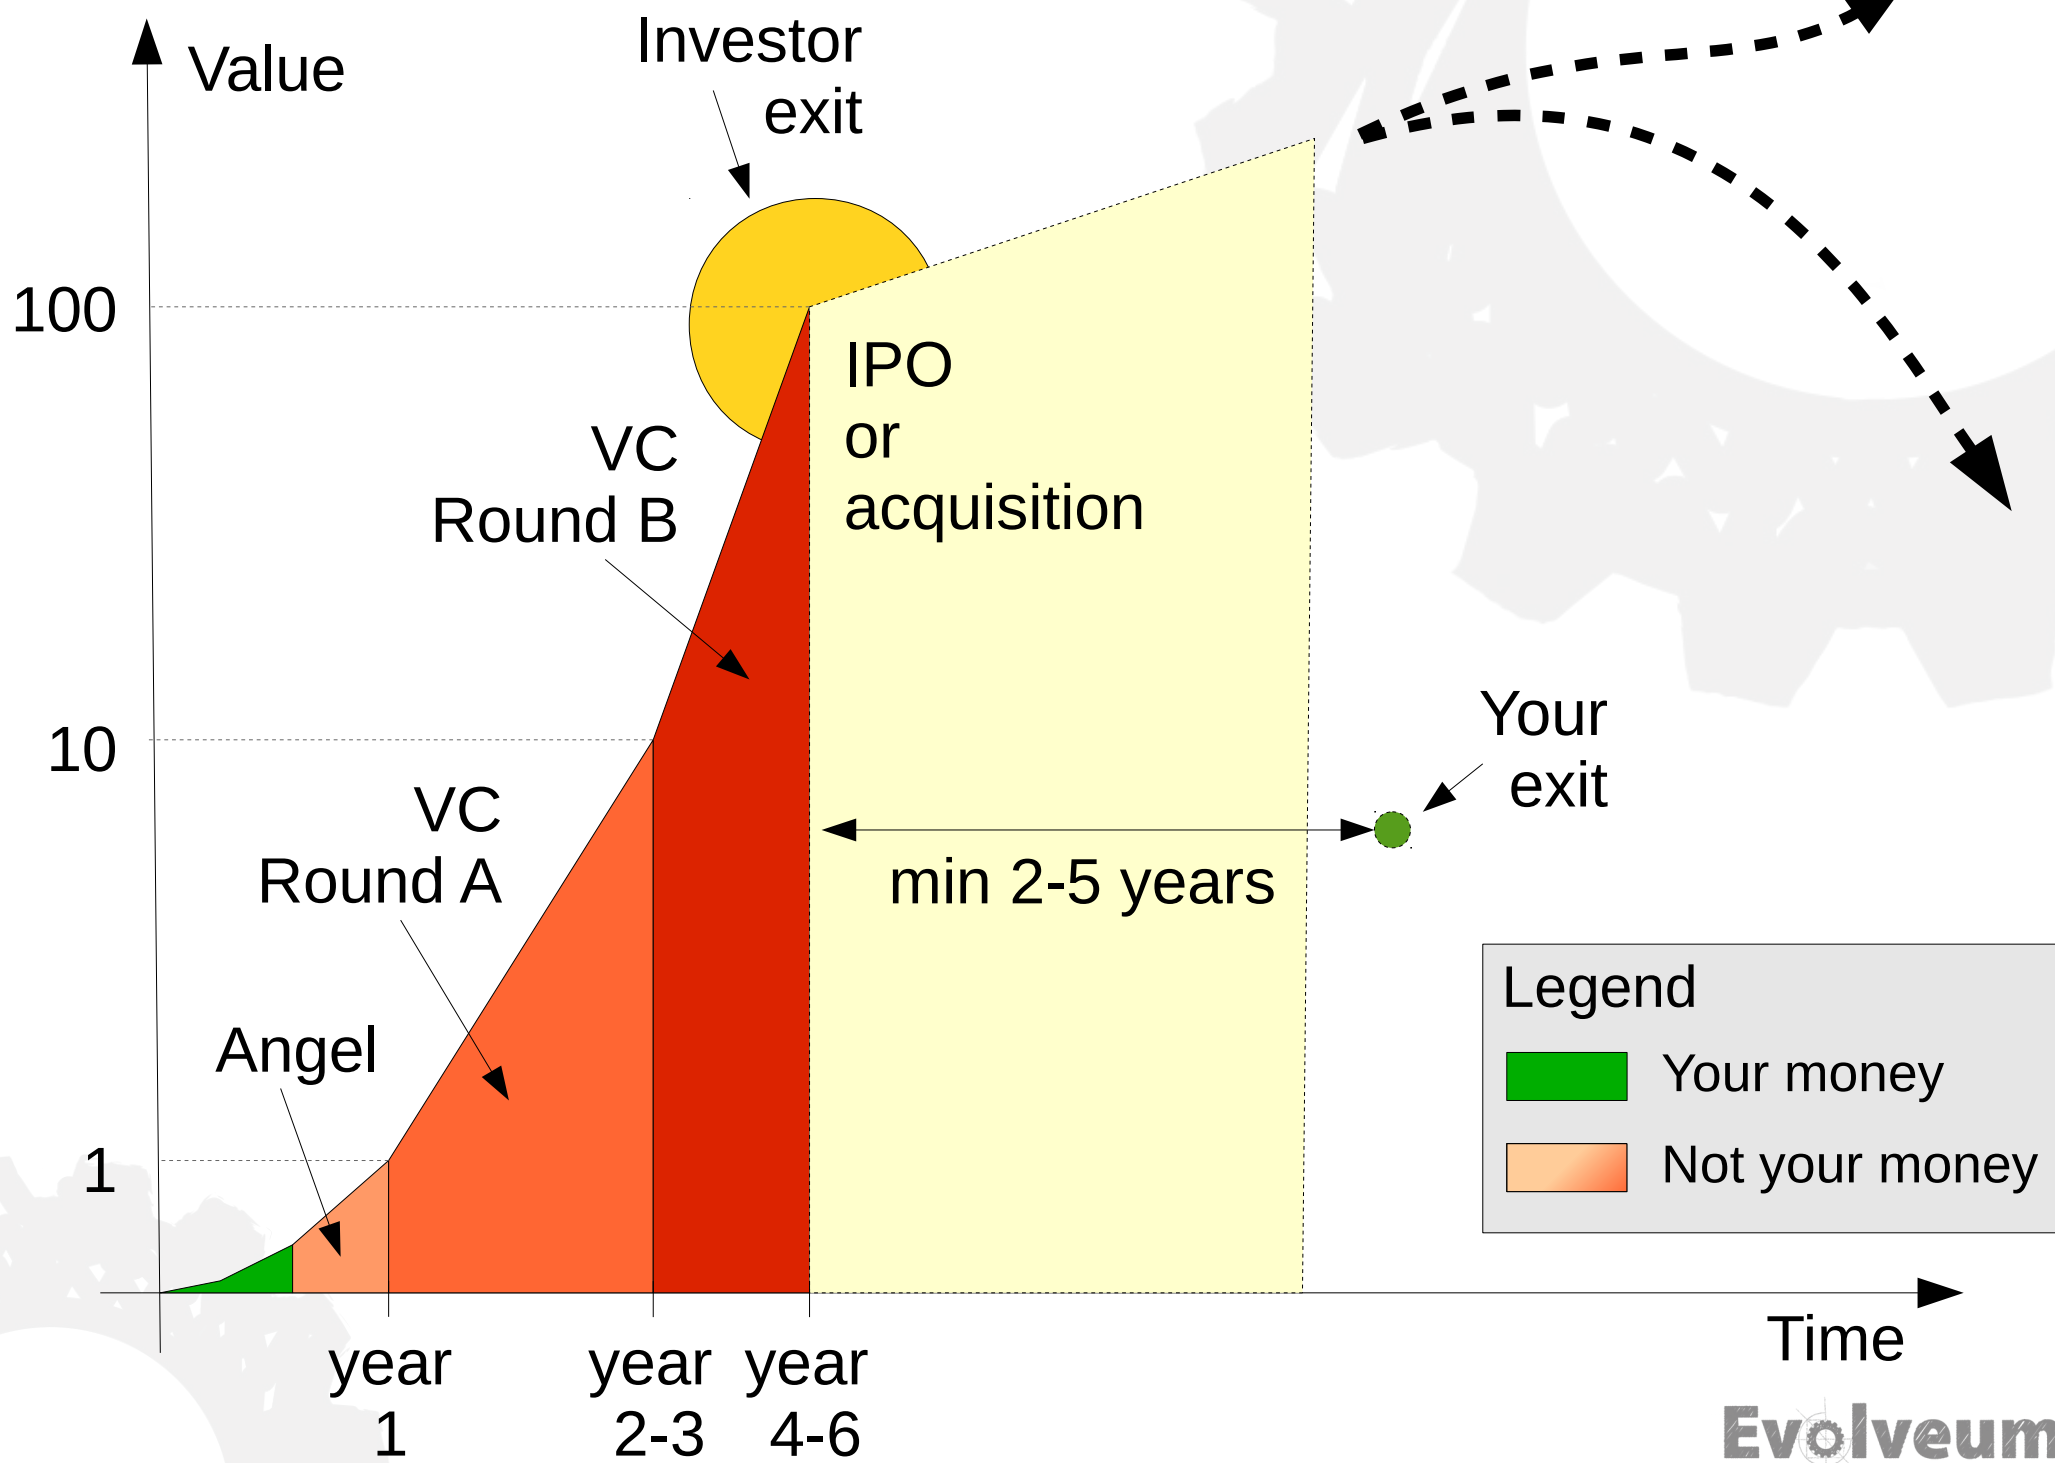 Value
Investor
exit
100
IPO
or
acquisition
VC
Round B
10
Your
exit
VC
Round A
min 2-5 years
Legend
Your money
Not your money
Angel
1
Time
year
1
year
2-3
year
4-6
Evolveum